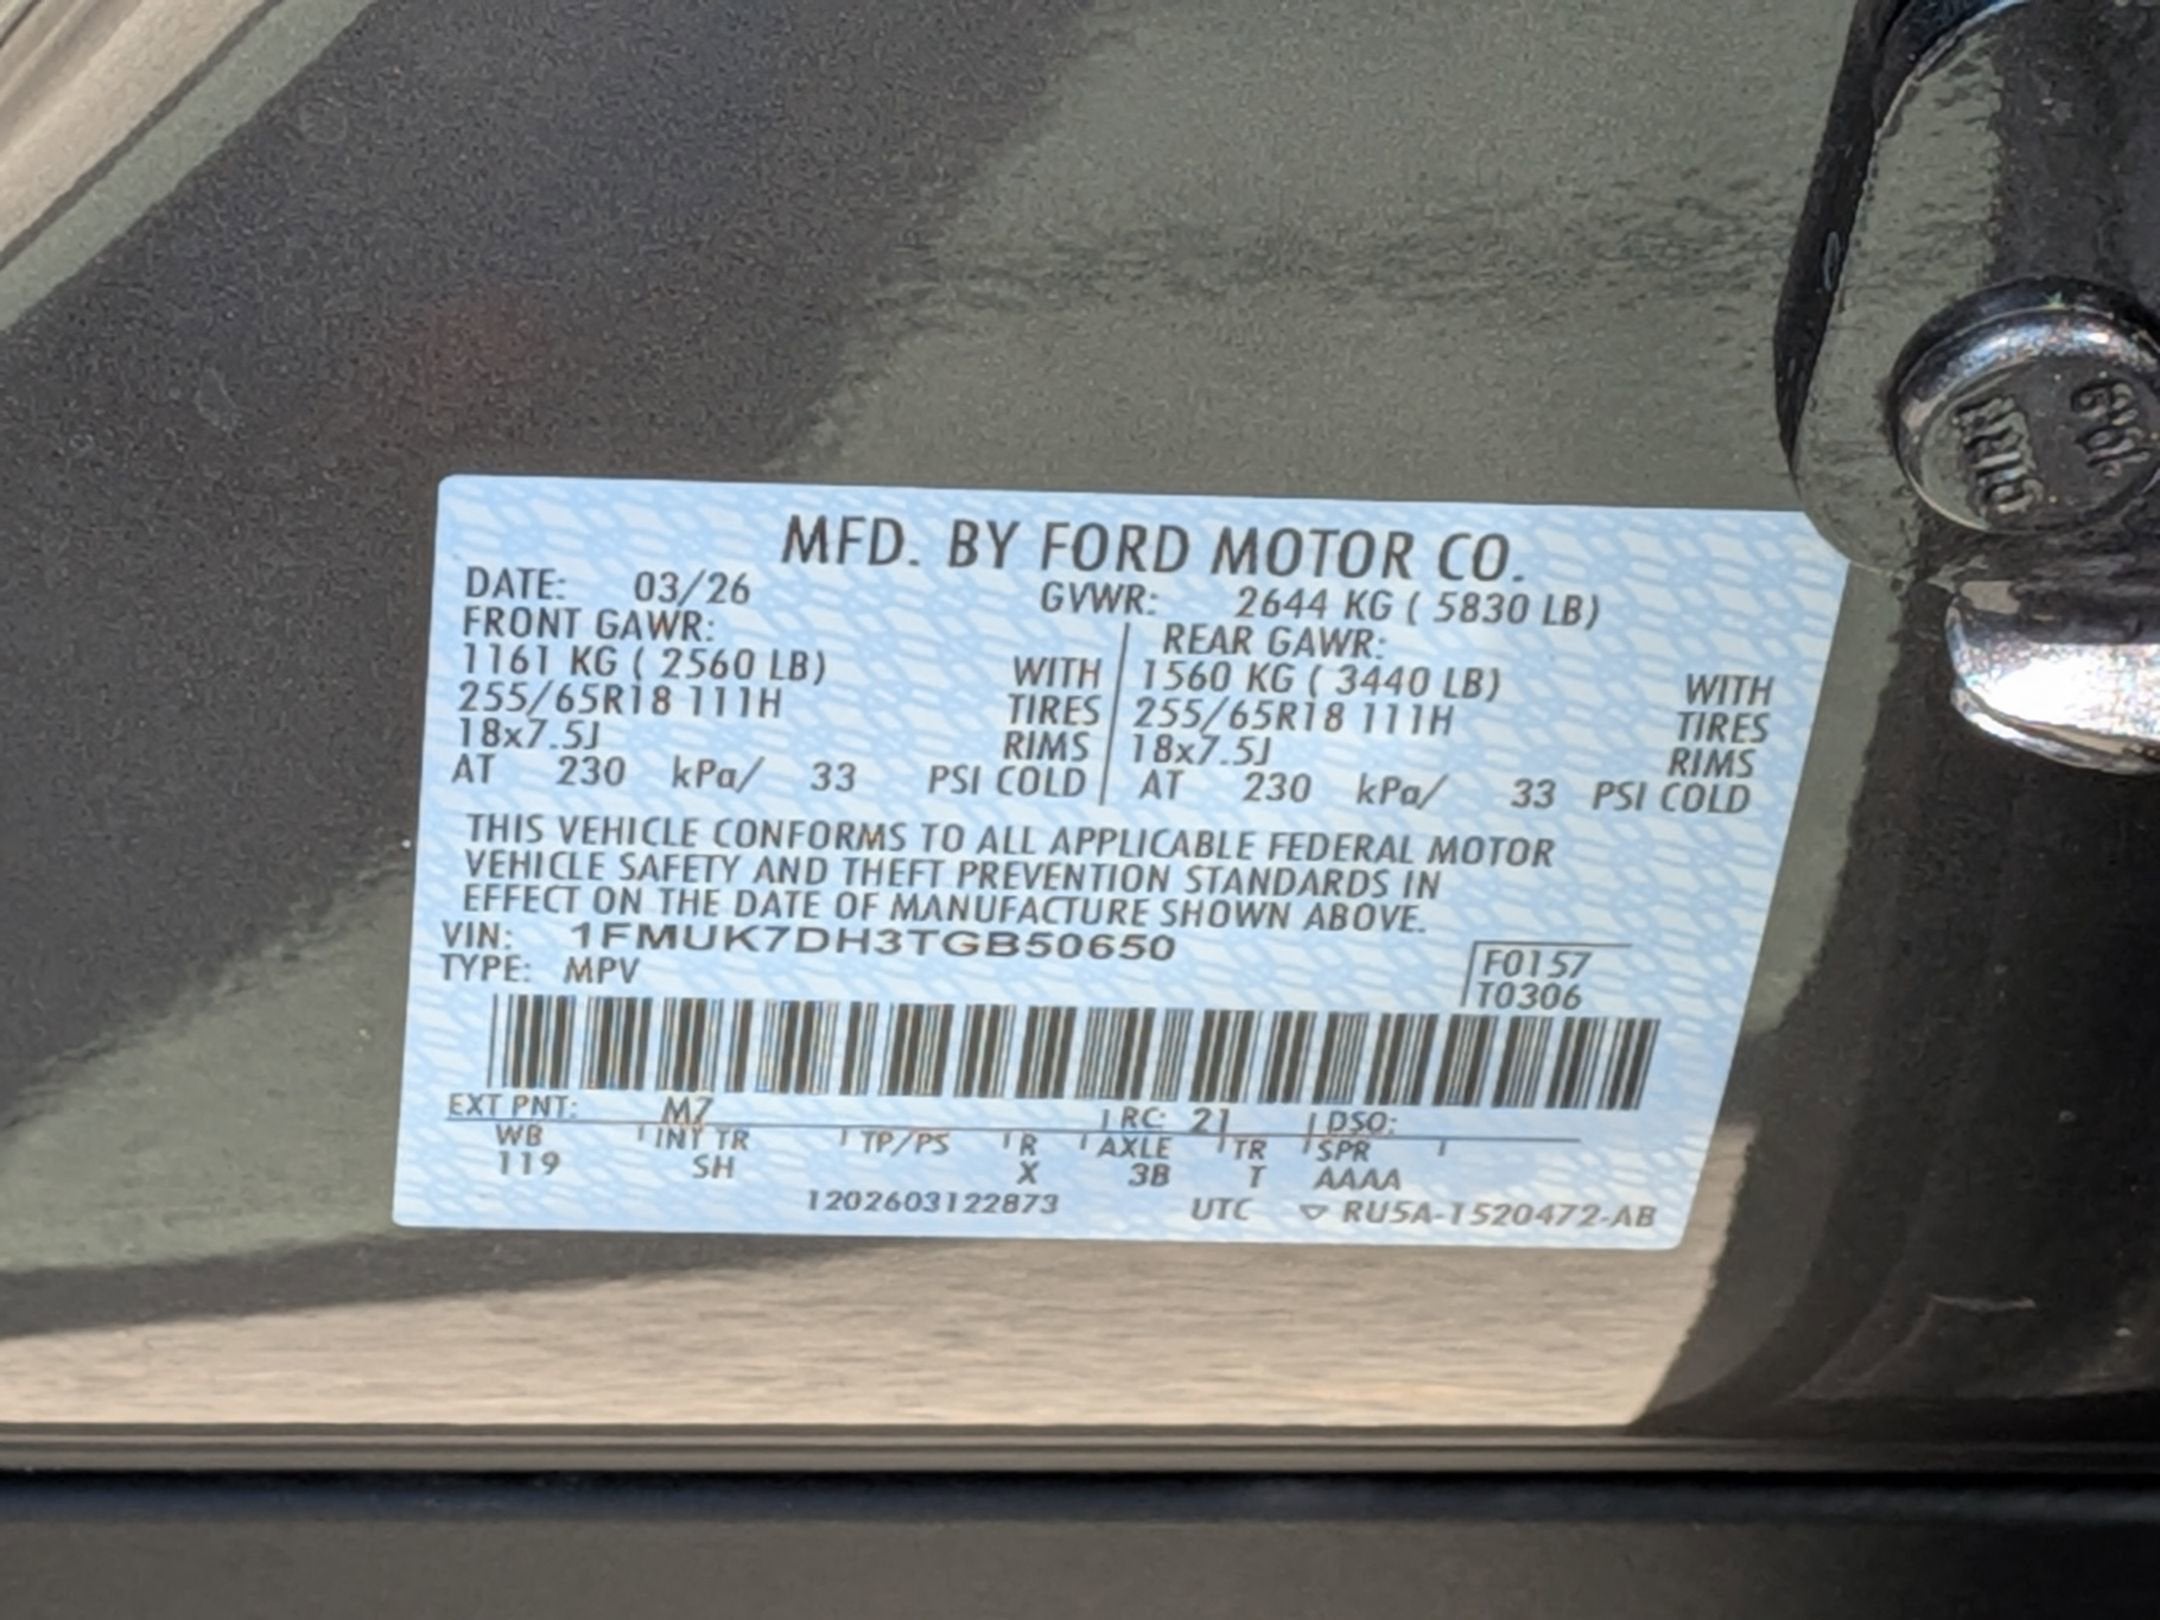 MFD. BY FORD MOTOR CO.
DATE: 03/26 GVWR: 2644 KG ( 5830 LB)
FRONT GAWR: REAR GAWR:
1161 KG ( 2560 LB) WITH 1560 KG ( 3440 LB) WITH
255/65R18 111H TIRES 255/65R18 111H TIRES
18x7.5J RIMS 18x7.5J RIMS
AT 230 kPa/ 33 PSI COLD AT 230 kPa/ 33 PSI COLD
THIS VEHICLE CONFORMS TO ALL APPLICABLE FEDERAL MOTOR
VEHICLE SAFETY AND THEFT PREVENTION STANDARDS IN
EFFECT ON THE DATE OF MANUFACTURE SHOWN ABOVE.
VIN: 1FMUK7DH3TGB50650
TYPE: MPV
F0157
T0306
EXT PNT: M7 RC: 21 DSO:
WB INT TR TP/PS R AXLE TR SPR
119 SH X 3B T AAAA
1202603122873 UTC ▽ RU5A-1520472-AB